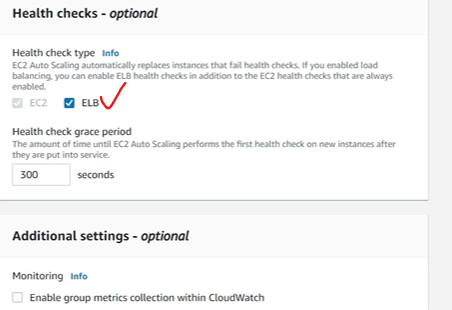 Health checks - optional
Health check type Info
EC2 Auto Scaling automatically replaces instances that fail health checks. If you enabled load
balancing, you can enable ELB health checks in addition to the EC2 health checks that are always
enabled.
EC2 ELB
Health check grace period
The amount of time until EC2 Auto Scaling performs the first health check on new instances after
they are put into service.
300 seconds
Additional settings - optional
Monitoring Info
Enable group metrics collection within CloudWatch